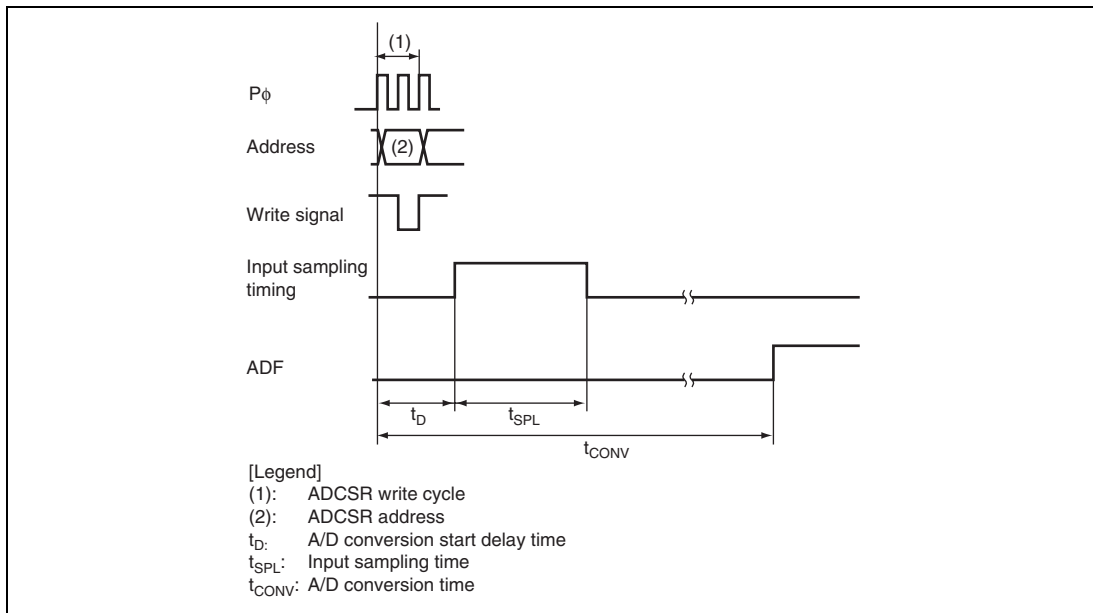 (1)
Pϕ
Address
(2)
Write signal
Input sampling
timing
ADF
tD
tSPL
tCONV
[Legend]
(1): ADCSR write cycle
(2): ADCSR address
tD: A/D conversion start delay time
tSPL: Input sampling time
tCONV: A/D conversion time